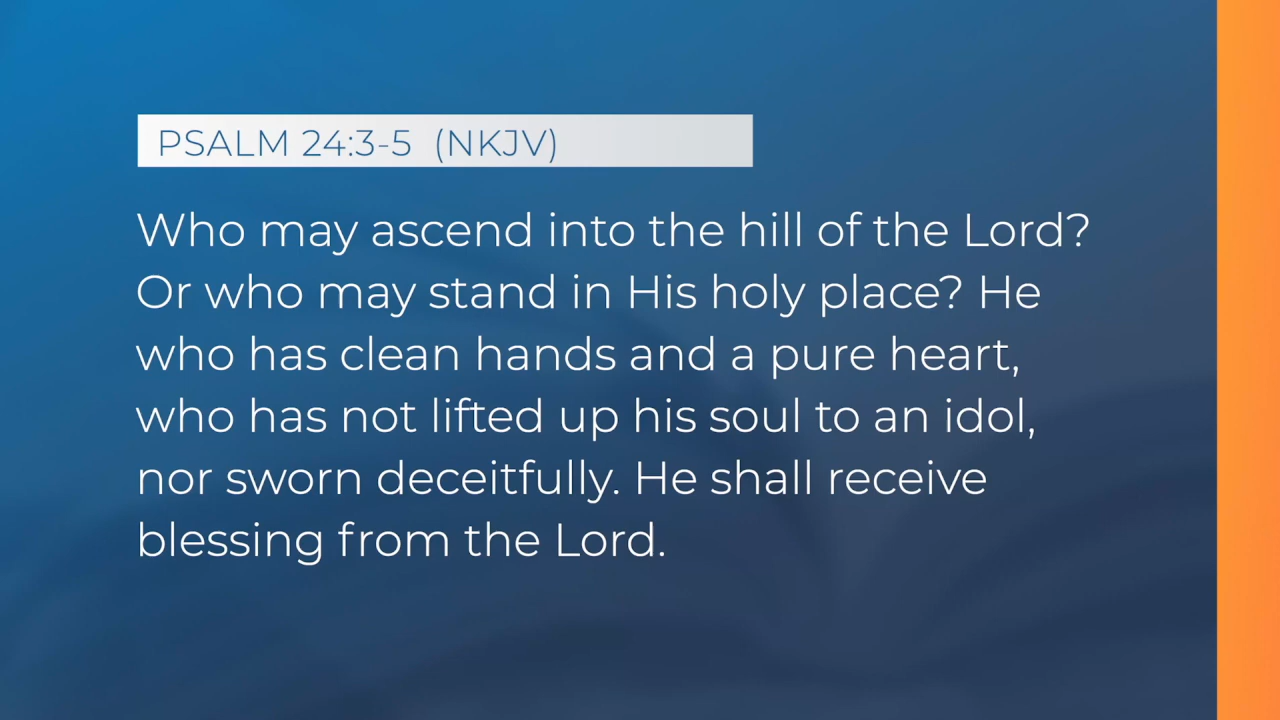 PSALM 24:3-5 (NKJV)
Who may ascend into the hill of the Lord?
Or who may stand in His holy place? He
who has clean hands and a pure heart,
who has not lifted up his soul to an idol,
nor sworn deceitfully. He shall receive
blessing from the Lord.